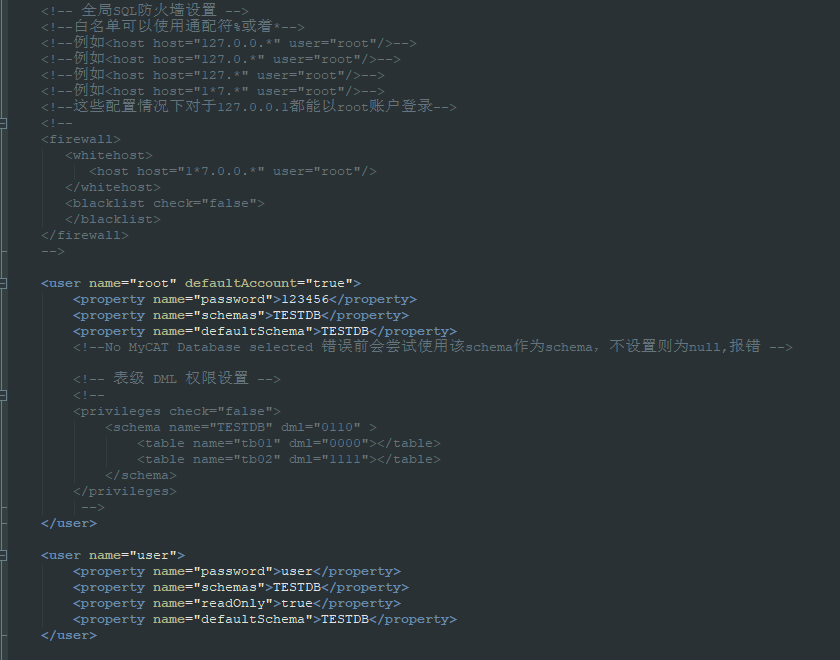 <!-- 全局SQL防火墙设置 -->
<!--白名单可以使用通配符%或着*-->
<!--例如<host host="127.0.0.*" user="root"/>-->
<!--例如<host host="127.0.*" user="root"/>-->
<!--例如<host host="127.*" user="root"/>-->
<!--例如<host host="1*7.*" user="root"/>-->
<!--这些配置情况下对于127.0.0.1都能以root账户登录-->
<!--
<firewall>
<whitehost>
<host host="1*7.0.0.*" user="root"/>
</whitehost>
<blacklist check="false">
</blacklist>
</firewall>
-->
<user name="root" defaultAccount="true">
<property name="password">123456</property>
<property name="schemas">TESTDB</property>
<property name="defaultSchema">TESTDB</property>
<!--No MyCAT Database selected 错误前会尝试使用该schema作为schema，不设置则为null,报错 -->
<!-- 表级 DML 权限设置 -->
<!--
<privileges check="false">
<schema name="TESTDB" dml="0110" >
<table name="tb01" dml="0000"></table>
<table name="tb02" dml="1111"></table>
</schema>
</privileges>
-->
</user>
<user name="user">
<property name="password">user</property>
<property name="schemas">TESTDB</property>
<property name="readOnly">true</property>
<property name="defaultSchema">TESTDB</property>
</user>